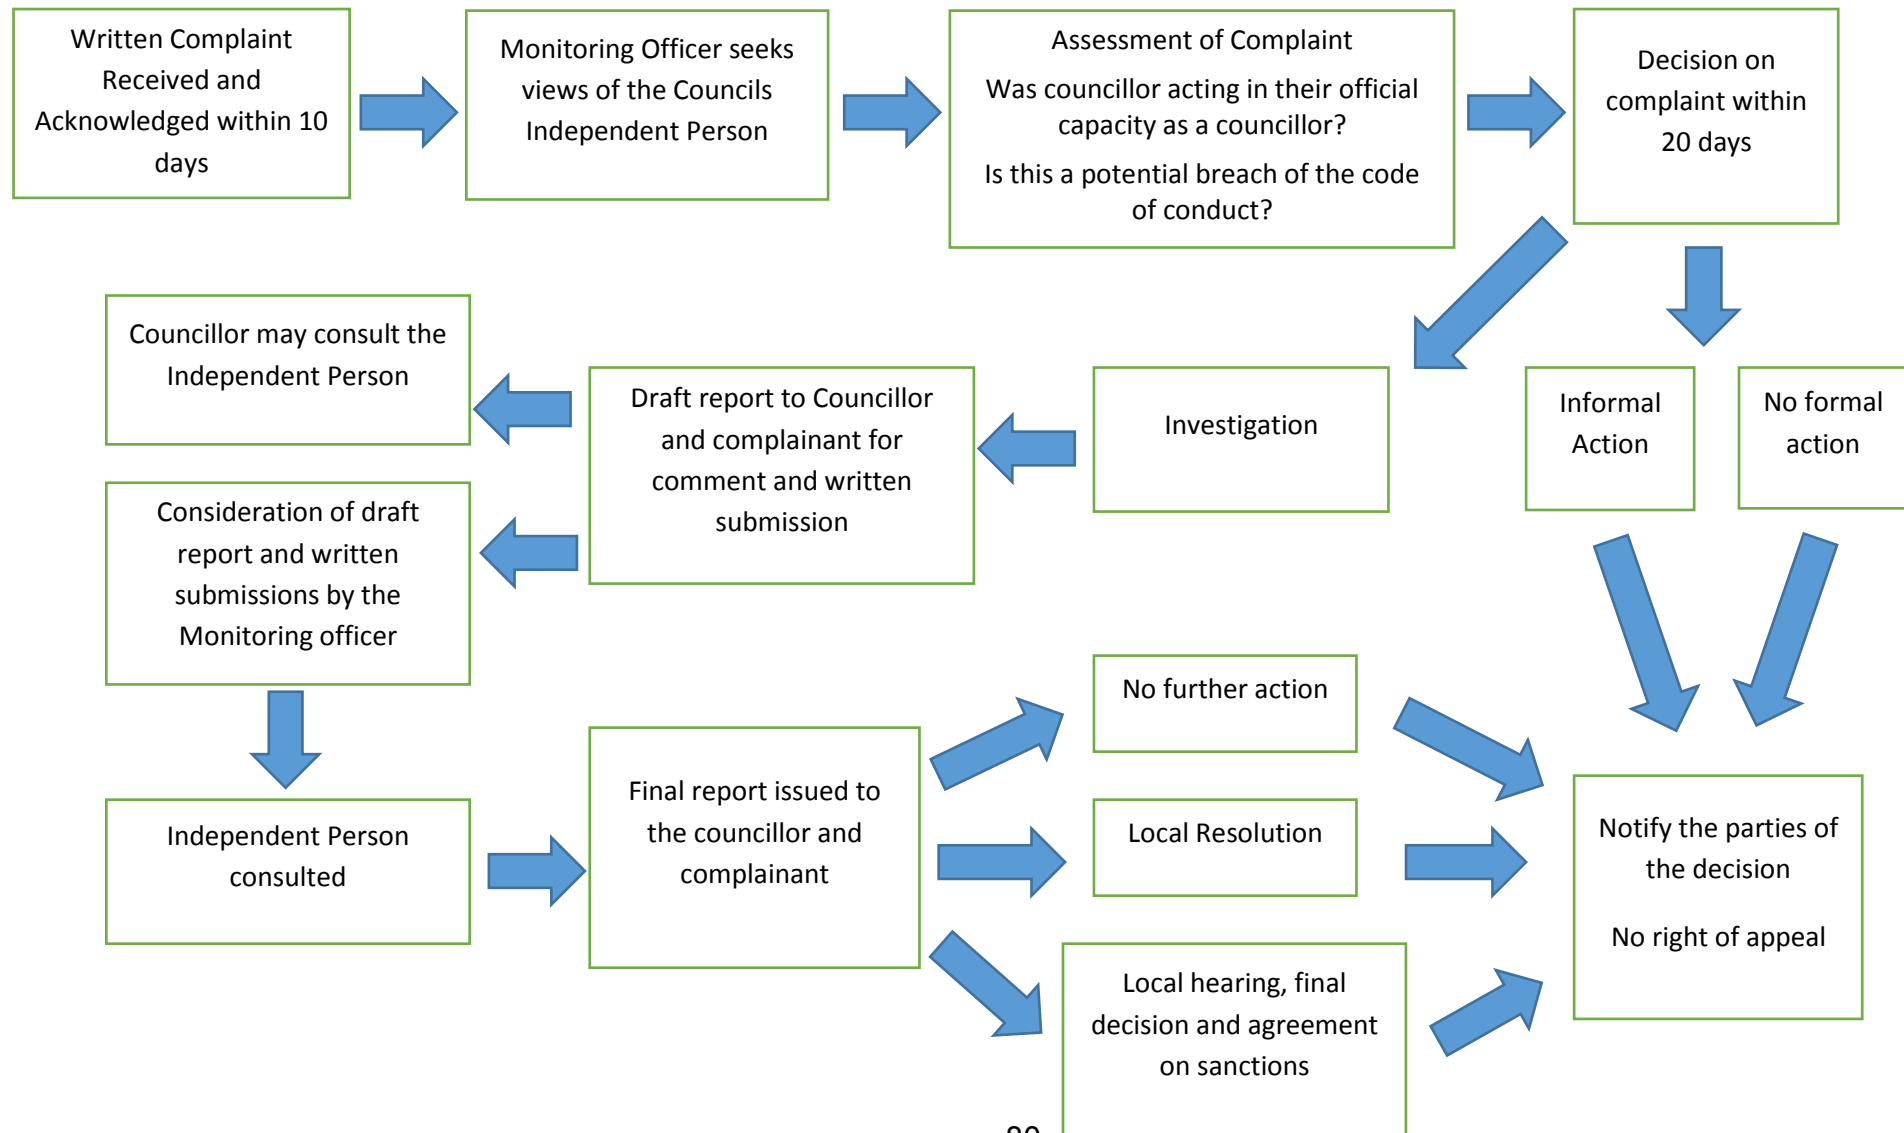 Written Complaint
Received and
Acknowledged within 10
days
Monitoring Officer seeks
views of the Councils
Independent Person
Assessment of Complaint
Was councillor acting in their official
capacity as a councillor?
Is this a potential breach of the code
of conduct?
Decision on
complaint within
20 days
Councillor may consult the
Independent Person
Draft report to Councillor
and complainant for
comment and written
submission
Investigation
Informal
Action
No formal
action
Consideration of draft
report and written
submissions by the
Monitoring officer
No further action
Independent Person
consulted
Final report issued to
the councillor and
complainant
Local Resolution
Notify the parties of
the decision
No right of appeal
Local hearing, final
decision and agreement
on sanctions